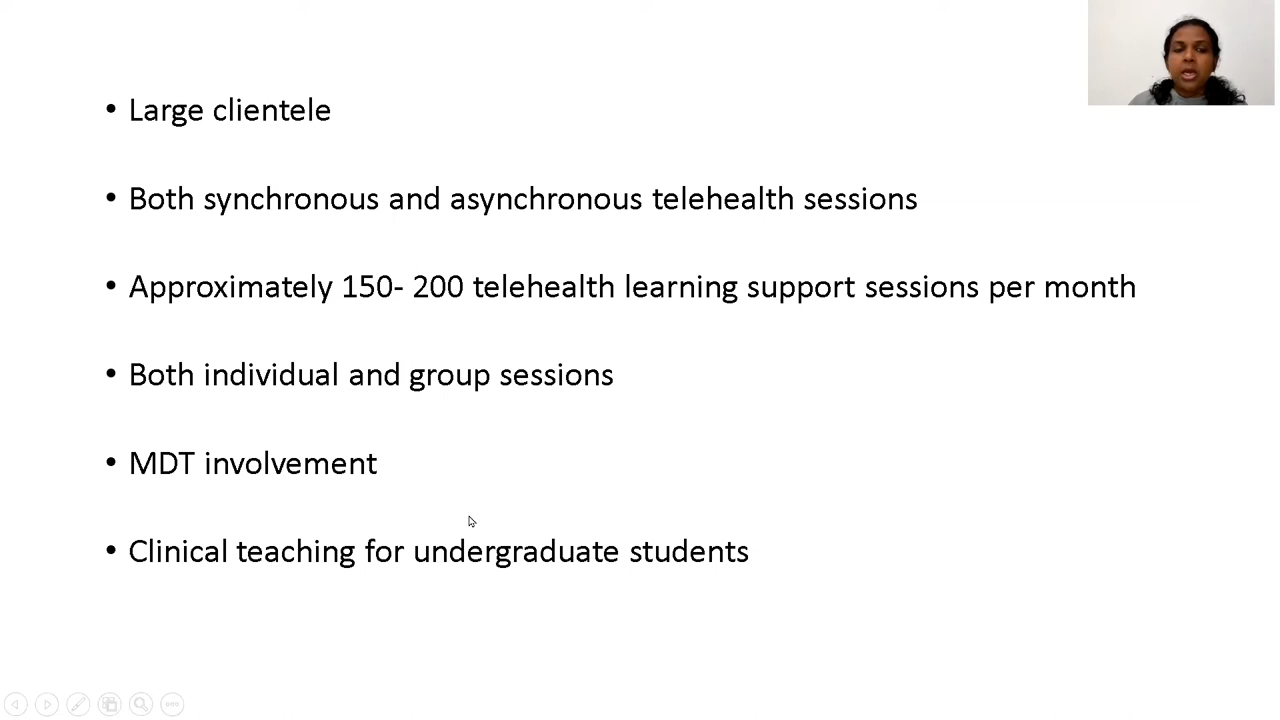 • Large clientele
• Both synchronous and asynchronous telehealth sessions
• Approximately 150- 200 telehealth learning support sessions per month
• Both individual and group sessions
• MDT involvement
• Clinical teaching for undergraduate students